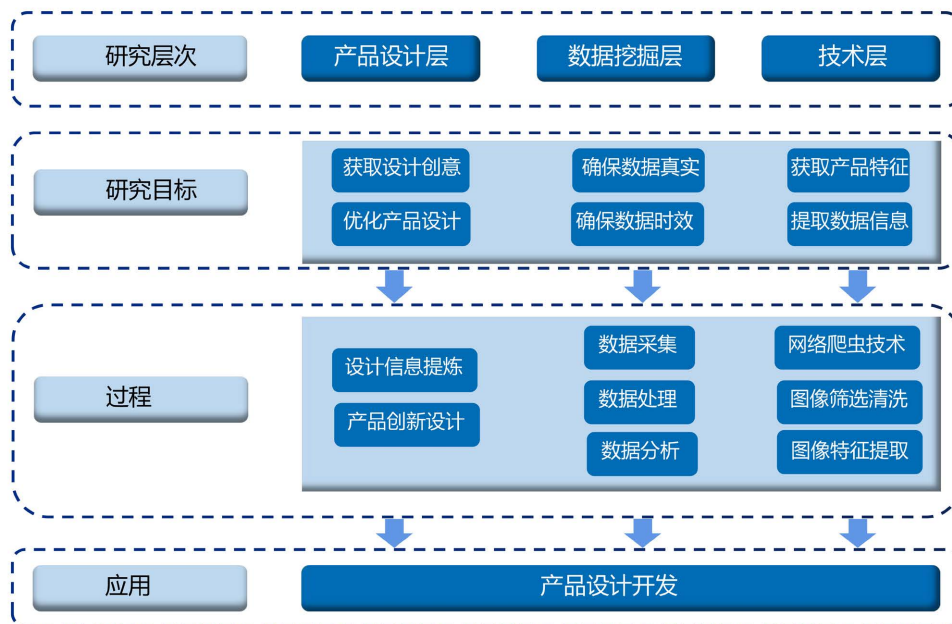 研究层次
产品设计层
数据挖掘层
技术层
研究目标
获取设计创意
确保数据真实
获取产品特征
优化产品设计
确保数据时效
提取数据信息
过程
设计信息提炼
产品创新设计
数据采集
数据处理
数据分析
网络爬虫技术
图像筛选清洗
图像特征提取
应用
产品设计开发